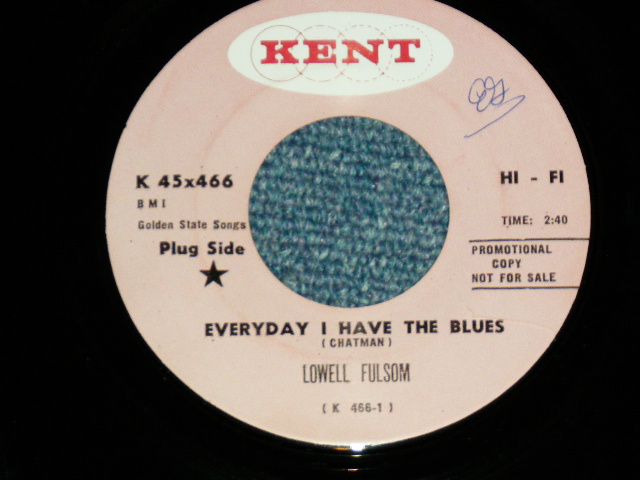 KENT
K 45x466
HI - FI
BMI
Golden State Songs
TIME: 2:40
Plug Side
PROMOTIONAL
COPY
NOT FOR SALE
EVERYDAY I HAVE THE BLUES
( CHATMAN )
LOWELL FULSOM
( K 466-1 )